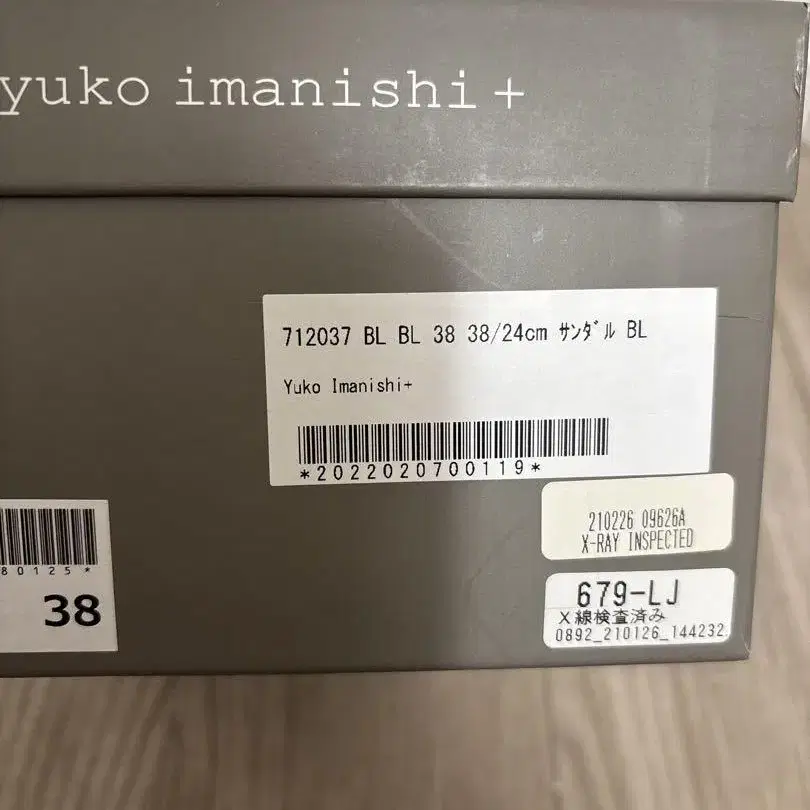 yuko imanishi+
712037 BL BL 38 38/24cm ｻﾝﾀﾞﾙ BL
Yuko Imanishi+
*2022020700119*
210226 09626A
X-RAY INSPECTED
80125*
38
679-LJ
X線検査済み
0892_210126_144232